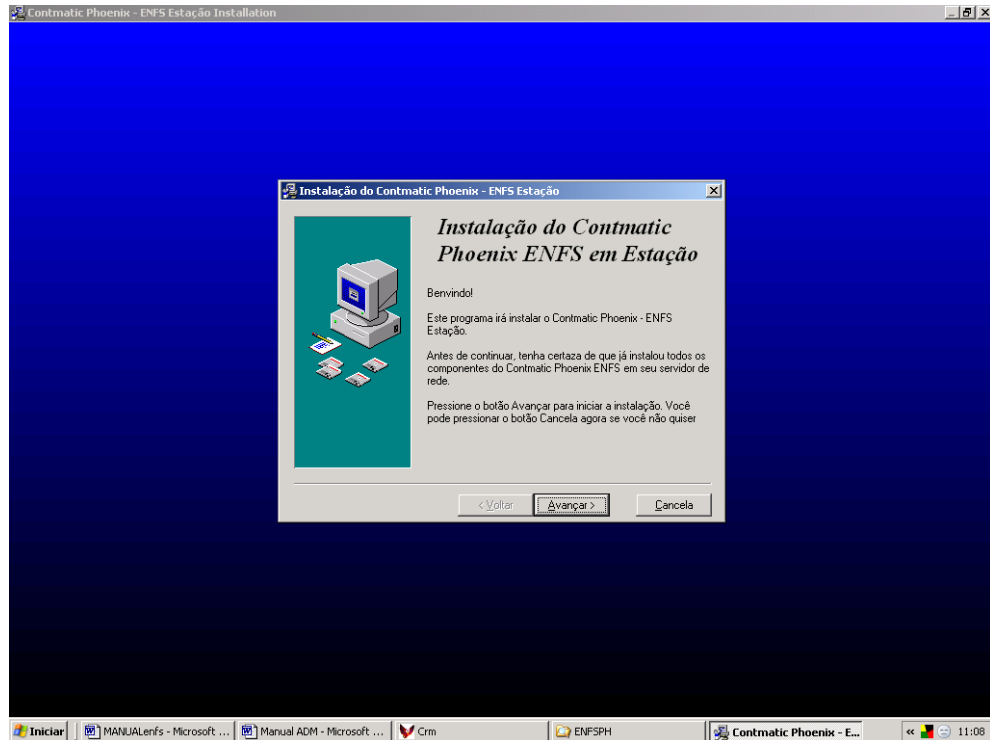 Contmatic Phoenix - ENFS Estação Installation
Instalação do Contmatic Phoenix - ENFS Estação
Instalação do Contmatic
Phoenix ENFS em Estação
Benvindo!
Este programa irá instalar o Contmatic Phoenix - ENFS
Estação.
Antes de continuar, tenha certaza de que já instalou todos os
componentes do Contmatic Phoenix ENFS em seu servidor de
rede.
Pressione o botão Avançar para iniciar a instalação. Você
pode pressionar o botão Cancela agora se você não quiser
< Voltar
Avançar >
Cancela
Iniciar
MANUALenfs - Microsoft ...
Manual ADM - Microsoft ...
Crm
ENFSPH
Contmatic Phoenix - E...
«
11:08